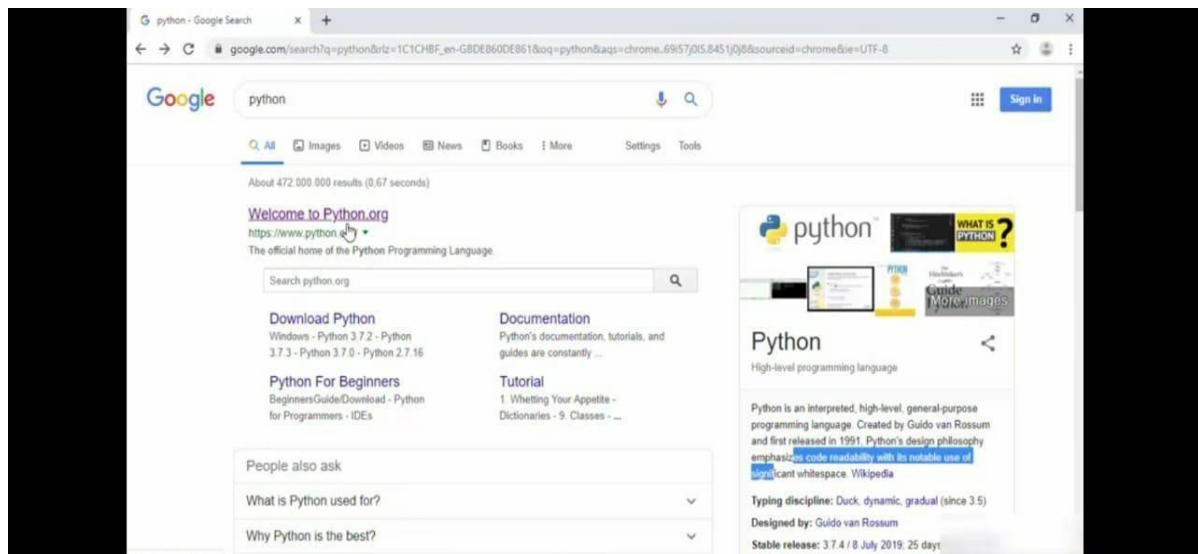 python - Google Search
google.com/search?q=python&rlz=1C1CHBF_en-GBDE860DE861&oq=python&aqs=chrome..69i57j0l5.8451j0j8&sourceid=chrome&ie=UTF-8
Google
python
Sign in
All Images Videos News Books More Settings Tools
About 472.000.000 results (0,67 seconds)
Welcome to Python.org
https://www.python.
The official home of the Python Programming Language.
Search python.org
Download Python
Windows - Python 3.7.2 - Python
3.7.3 - Python 3.7.0 - Python 2.7.16
Documentation
Python's documentation, tutorials, and
guides are constantly ...
Python For Beginners
BeginnersGuide/Download - Python
for Programmers - IDEs
Tutorial
1. Whetting Your Appetite -
Dictionaries - 9. Classes - ...
People also ask
What is Python used for?
Why Python is the best?
python
WHAT IS
PYTHON ?
PYTHON
The
Hitchhiker's
Guide
Python
More images
Python
High-level programming language
Python is an interpreted, high-level, general-purpose
programming language. Created by Guido van Rossum
and first released in 1991, Python's design philosophy
emphasizes code readability with its notable use of
significant whitespace. Wikipedia
Typing discipline: Duck, dynamic, gradual (since 3.5)
Designed by: Guido van Rossum
Stable release: 3.7.4 / 8 July 2019; 25 days